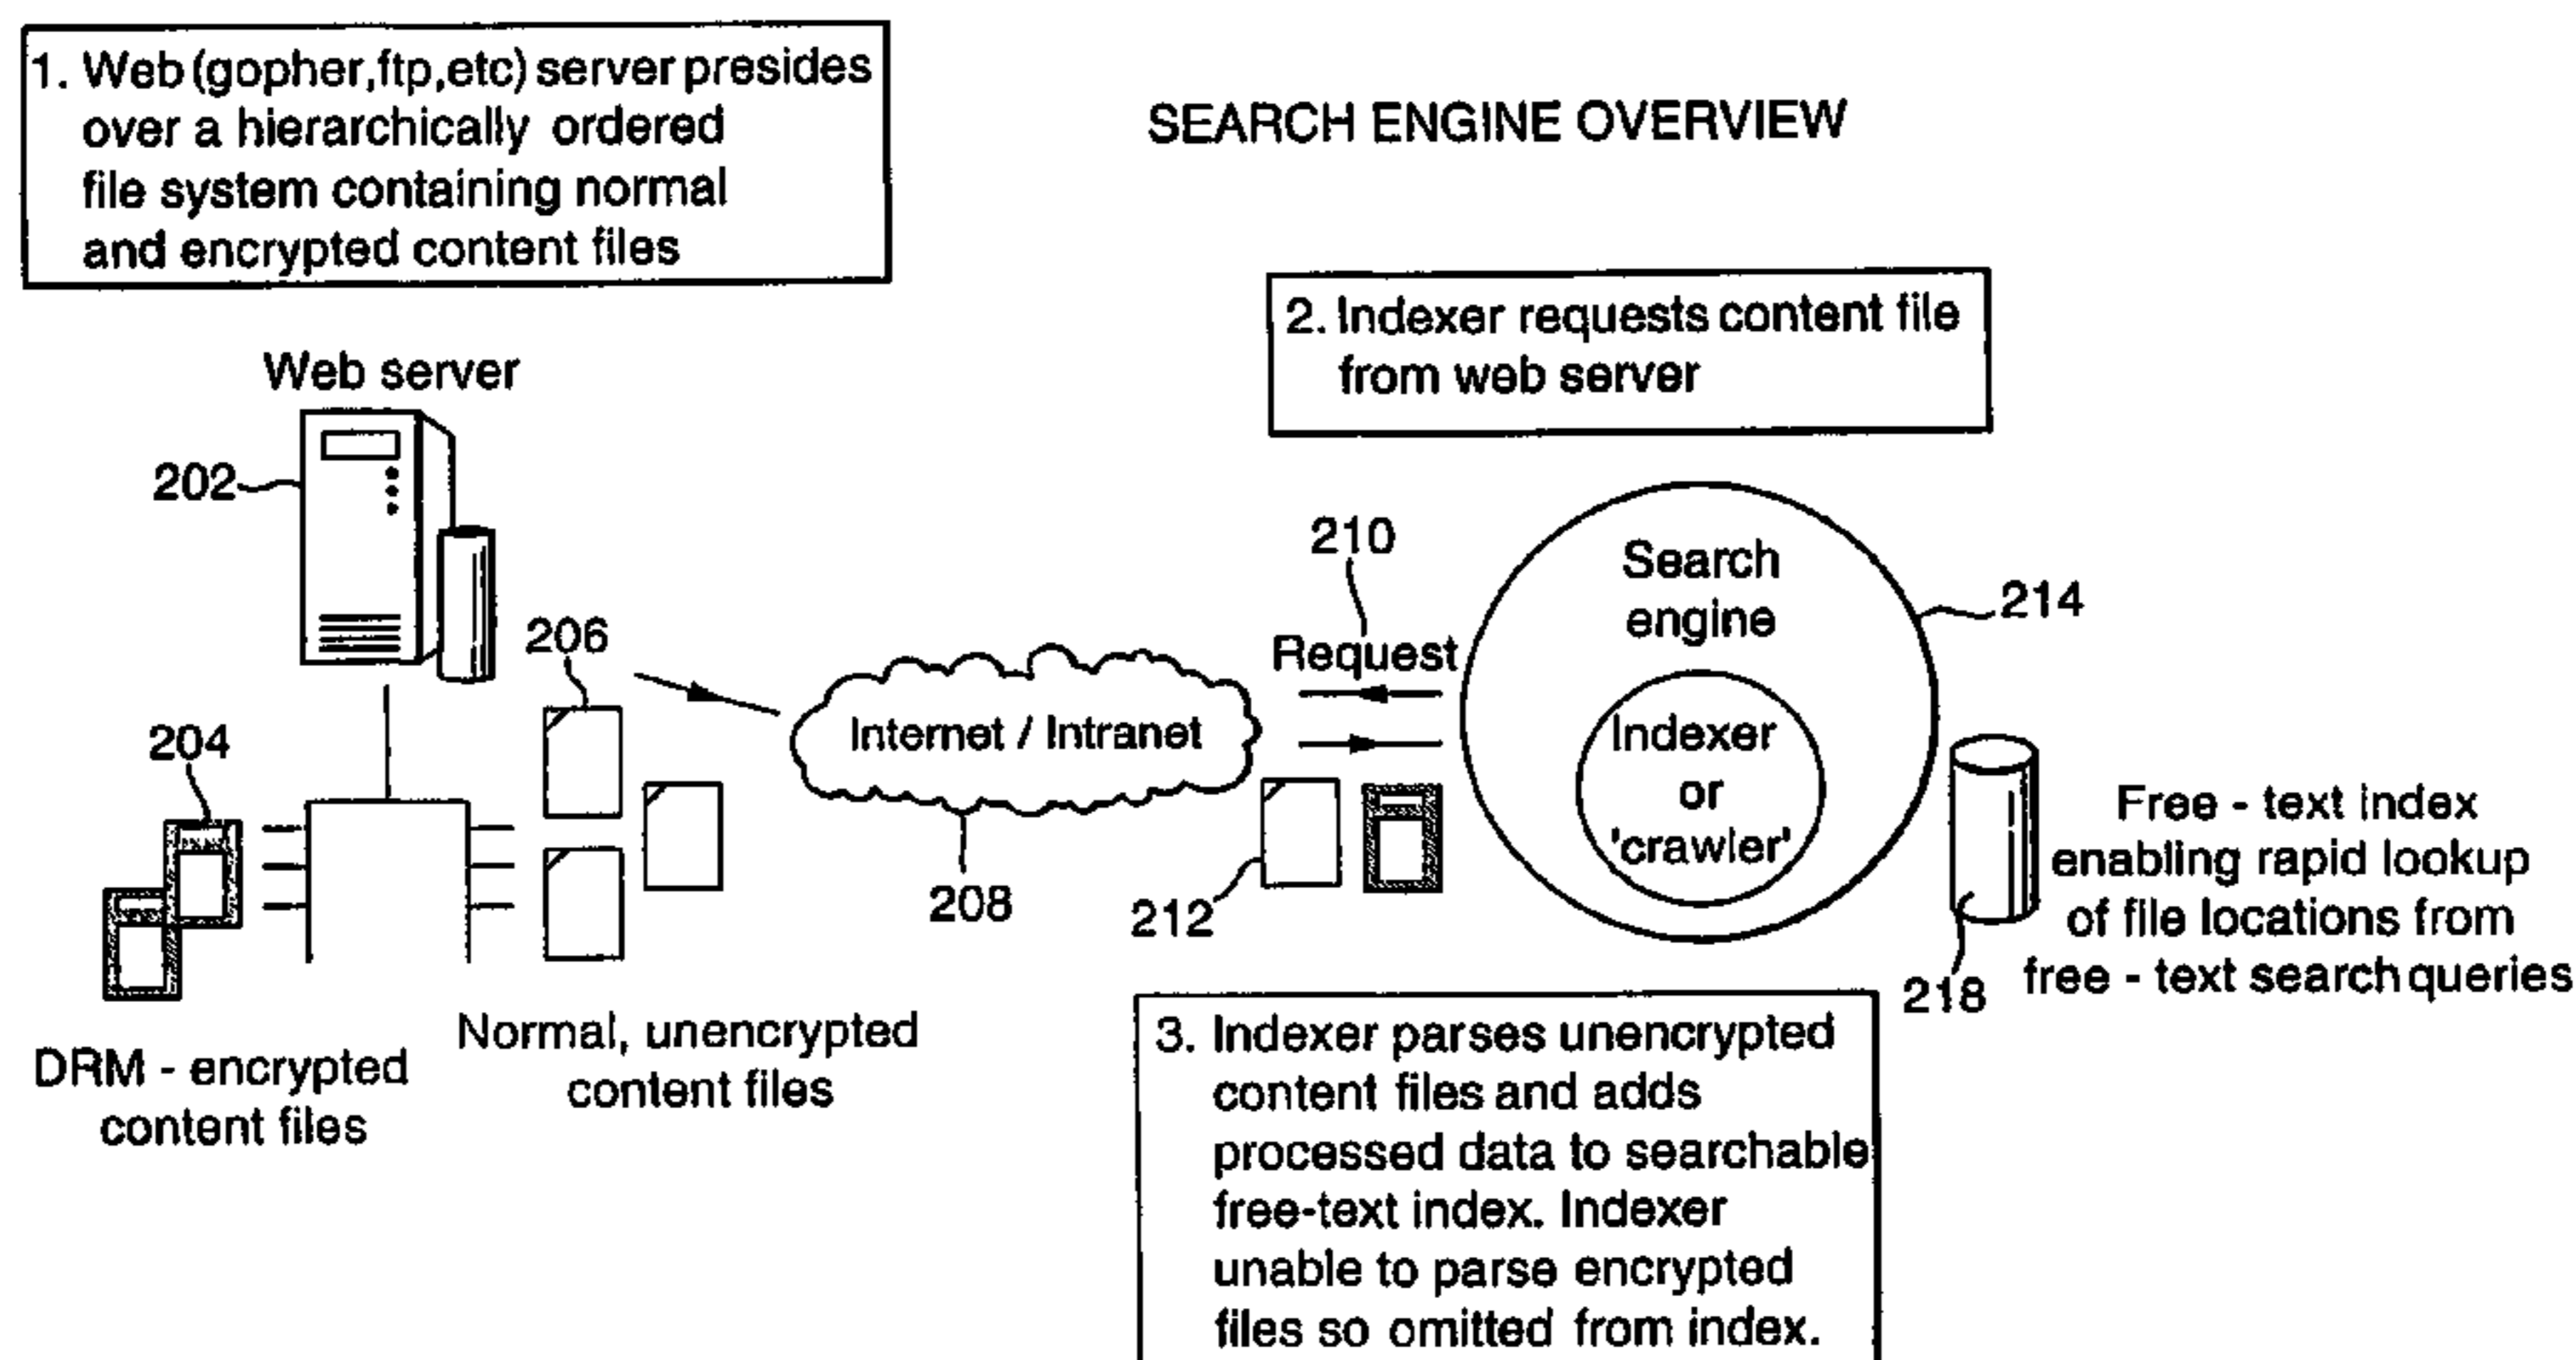 1. Web (gopher,ftp,etc) server presides
over a hierarchically ordered
file system containing normal
and encrypted content files
SEARCH ENGINE OVERVIEW
2. Indexer requests content file
from web server
Web server
202
204
206
DRM - encrypted
content files
Normal, unencrypted
content files
Internet / Intranet
208
210
Request
212
Search
engine
Indexer
or
'crawler'
214
218
Free - text index
enabling rapid lookup
of file locations from
free - text search queries
3. Indexer parses unencrypted
content files and adds
processed data to searchable
free-text index. Indexer
unable to parse encrypted
files so omitted from index.